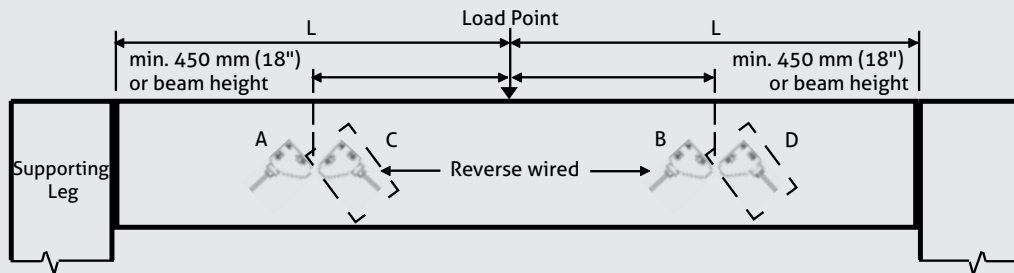 Load Point
L
L
min. 450 mm (18")
or beam height
min. 450 mm (18")
or beam height
A
C
B
D
Supporting
Leg
Reverse wired